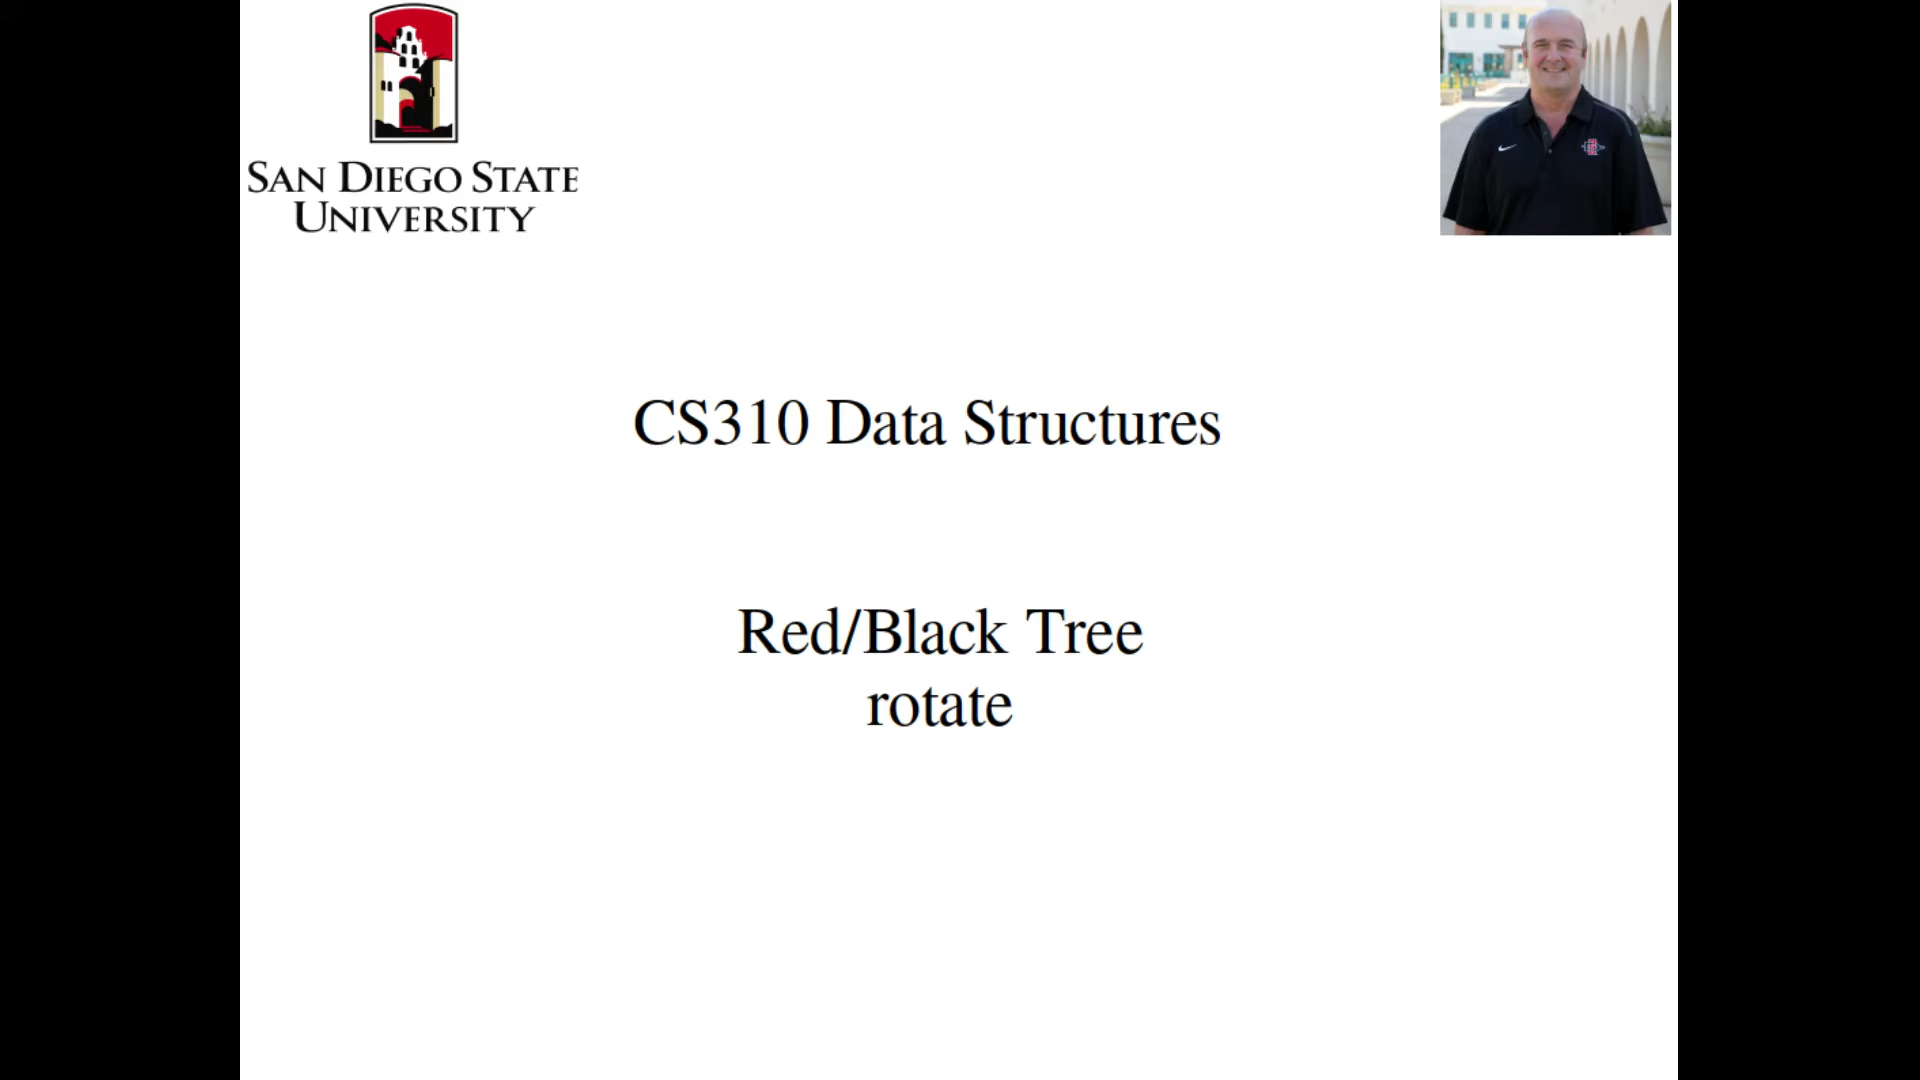 SAN DIEGO STATE
UNIVERSITY
CS310 Data Structures
Red/Black Tree
rotate